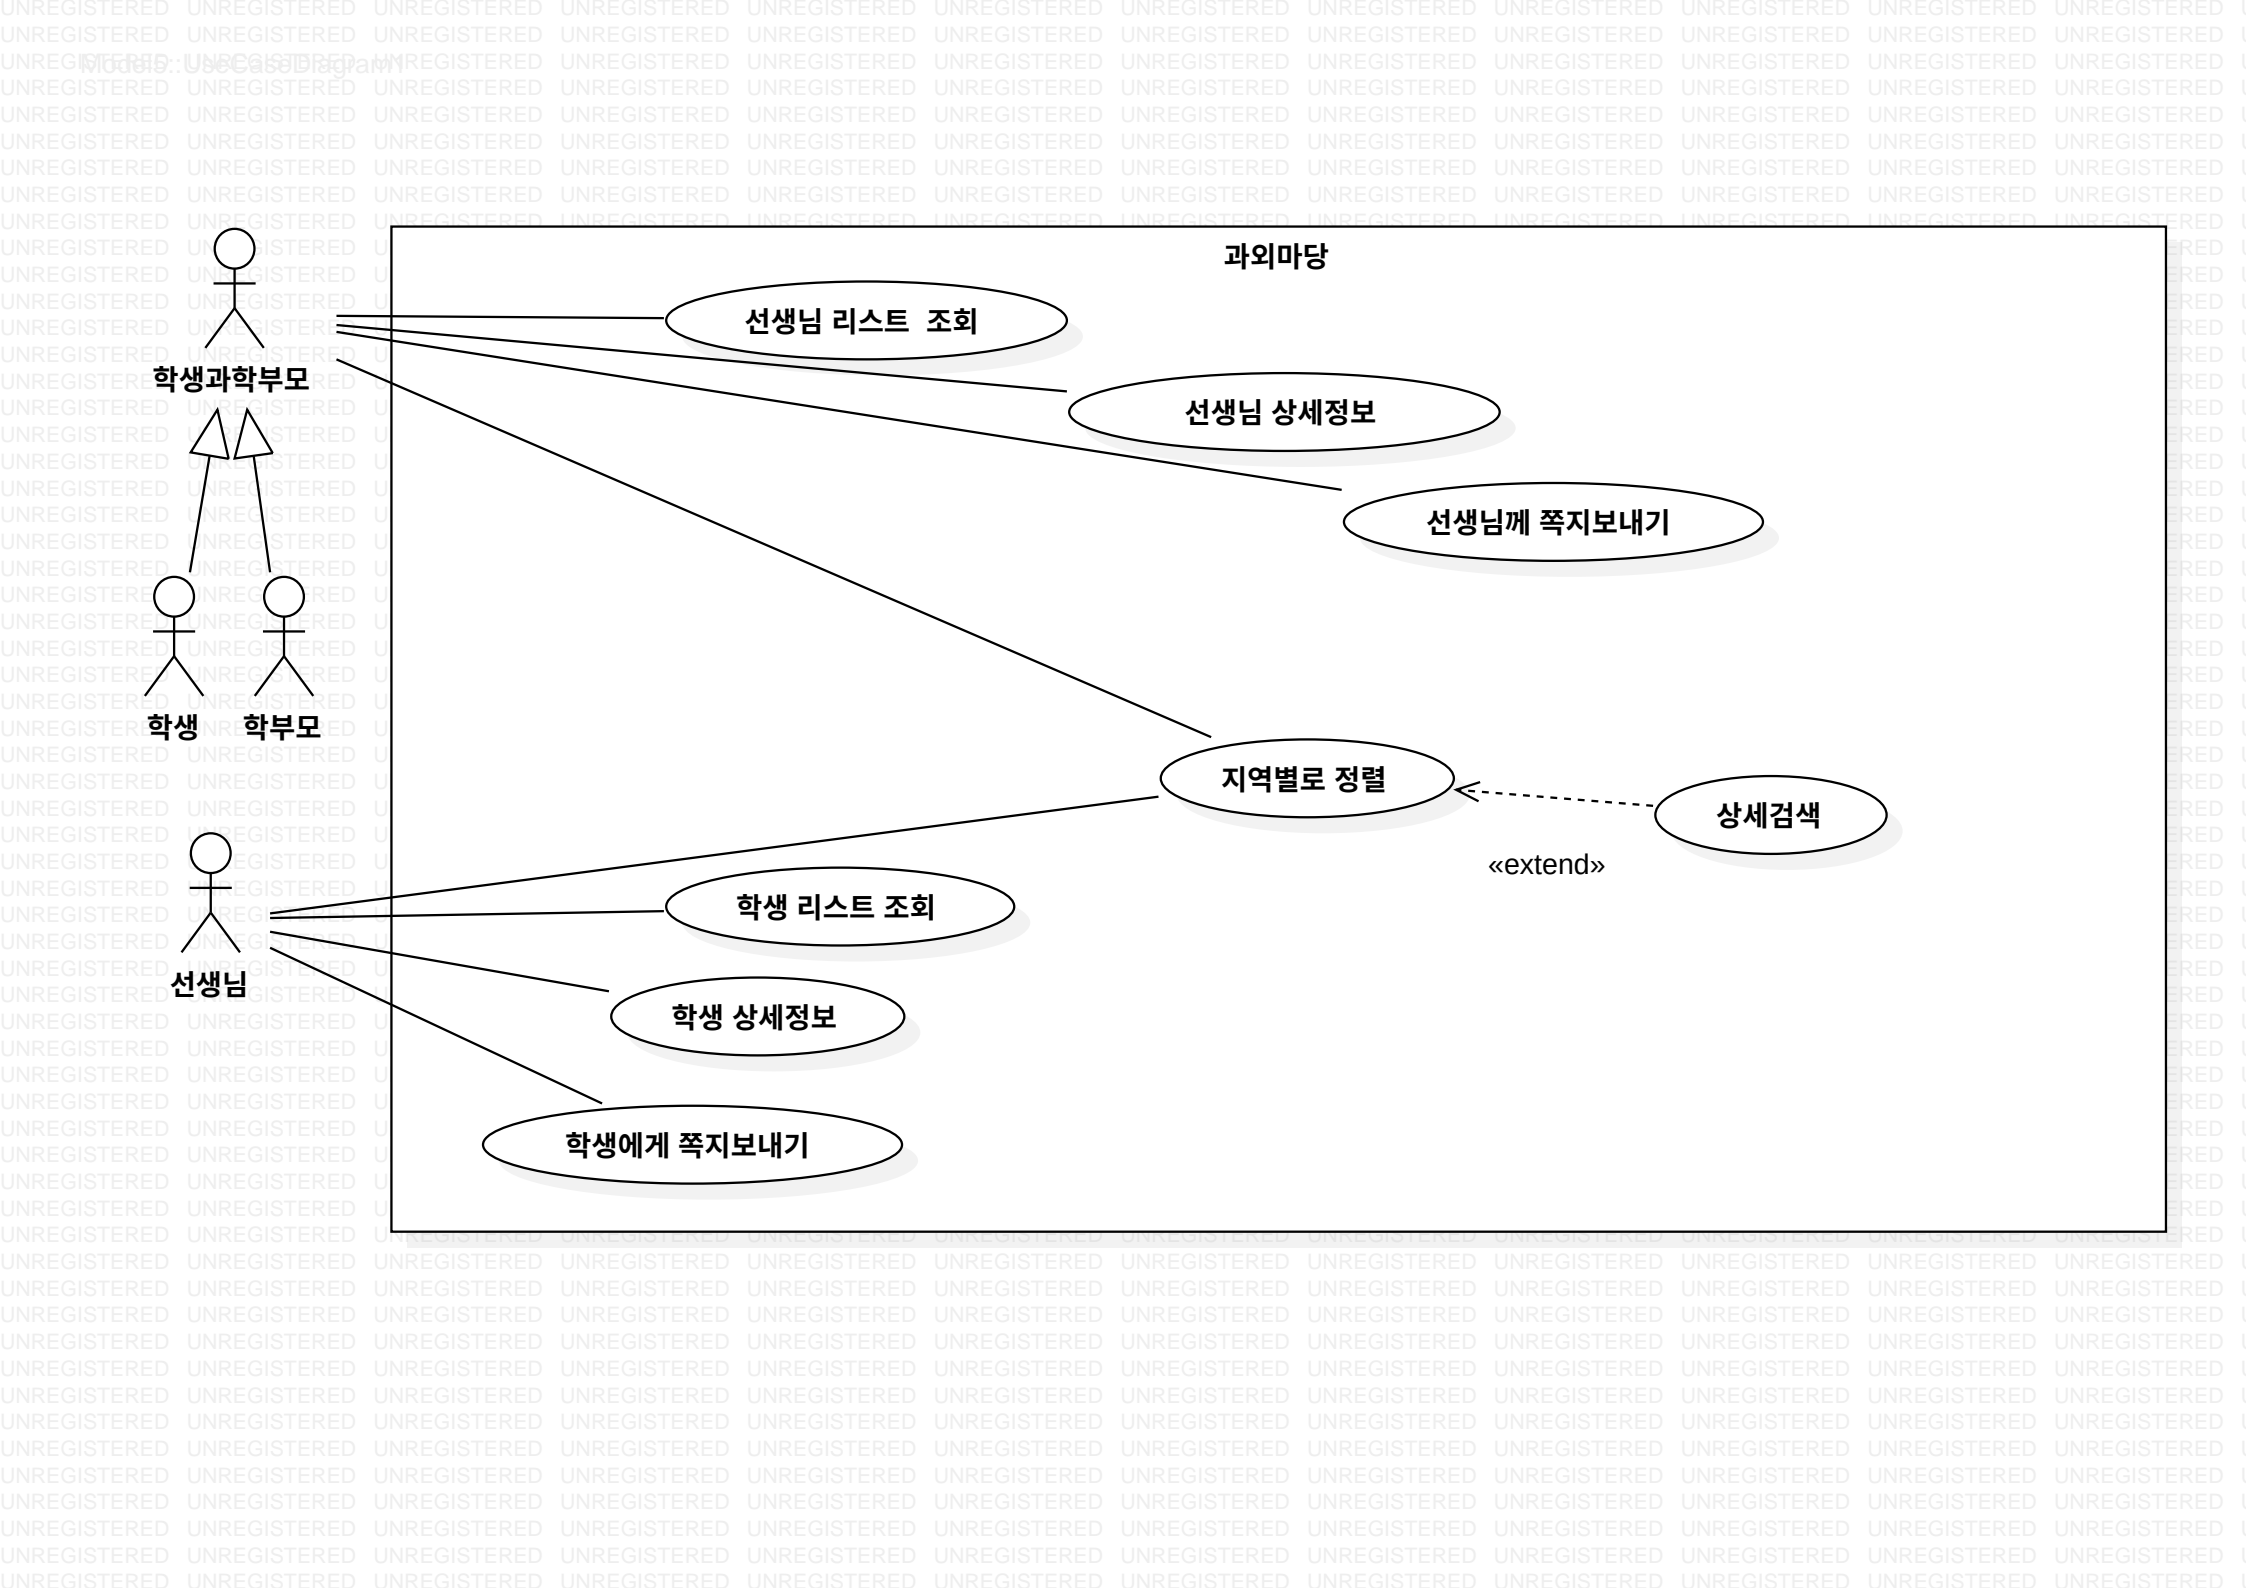 Models::UseCaseDiagram1
과외마당
선생님 리스트  조회
학생과학부모
선생님 상세정보
선생님께 쪽지보내기
학생
학부모
지역별로 정렬
상세검색
«extend»
학생 리스트 조회
선생님
학생 상세정보
학생에게 쪽지보내기
UNREGISTERED